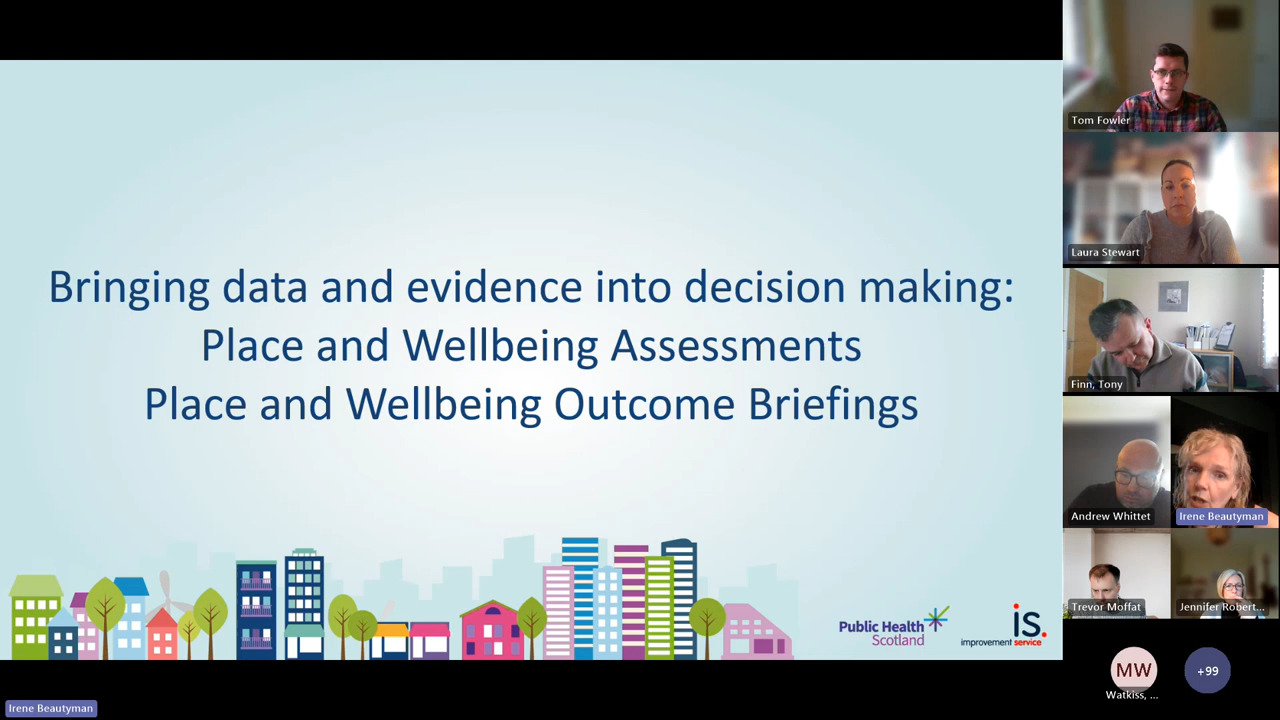 Bringing data and evidence into decision making:
Place and Wellbeing Assessments
Place and Wellbeing Outcome Briefings
Public Health
Scotland
is.
improvement service
Irene Beautyman
Tom Fowler
Laura Stewart
Finn, Tony
Andrew Whittet
Irene Beautyman
Trevor Moffat
Jennifer Robert...
MW
Watkiss, ...
+99